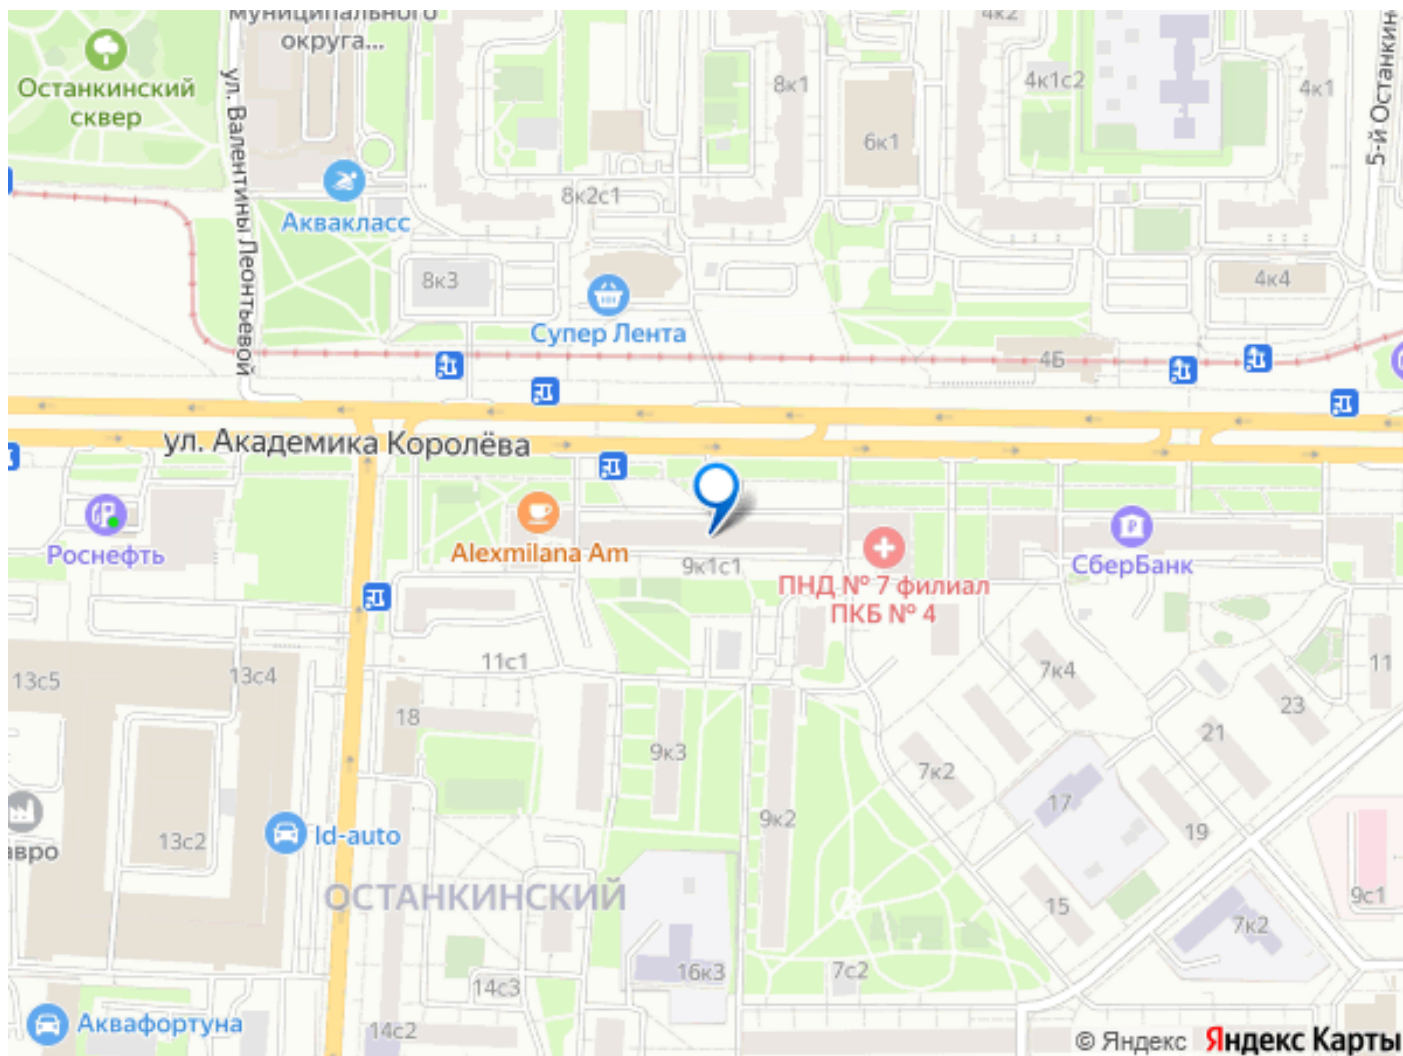 муниципального
округа...
4к2
Останкинский
сквер
ул. Валентины Леонтьевой
8к1
4к1с2
4к1
5-й Останкин
6к1
8к2с1
Аквакласс
8к3
4к4
Супер Лента
4Б
ул. Академика Королёва
Роснефть
Alexmilana Am
9к1с1
ПНД № 7 филиал
ПКБ № 4
СберБанк
11с1
13с5
13с4
7к4
11
18
23
21
9к3
7к2
17
9к2
19
13с2
Id-auto
авро
ОСТАНКИНСКИЙ
15
9с1
7к2
16к3
7с2
14с3
Аквафортуна
14с2
© Яндекс Яндекс Карты